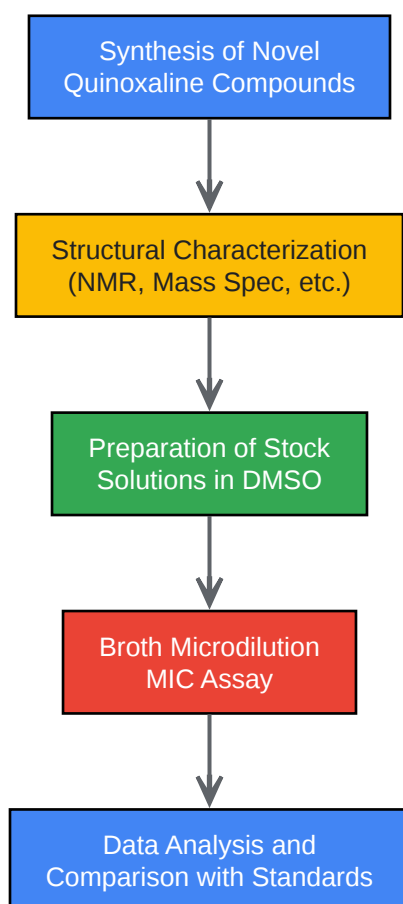 Synthesis of Novel
Quinoxaline Compounds
Structural Characterization
(NMR, Mass Spec, etc.)
Preparation of Stock
Solutions in DMSO
Broth Microdilution
MIC Assay
Data Analysis and
Comparison with Standards